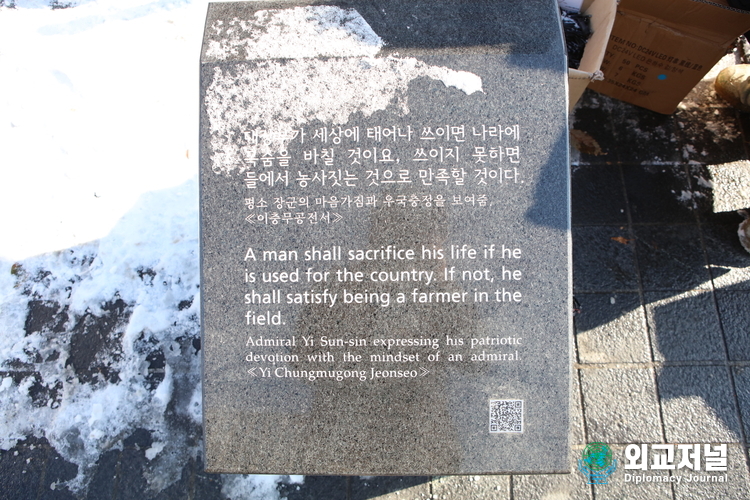 세상에 태어나 쓰이면 나라에
목숨을 바칠 것이요, 쓰이지 못하면
들에서 농사짓는 것으로 만족할 것이다.
평소 장군의 마음가짐과 우국충정을 보여줌.
≪이충무공전서≫
A man shall sacrifice his life if he
is used for the country. If not, he
shall satisfy being a farmer in the
field.
Admiral Yi Sun-sin expressing his patriotic
devotion with the mindset of an admiral.
≪Yi Chungmugong Jeonseo≫
외교저널
Diplomacy Journal